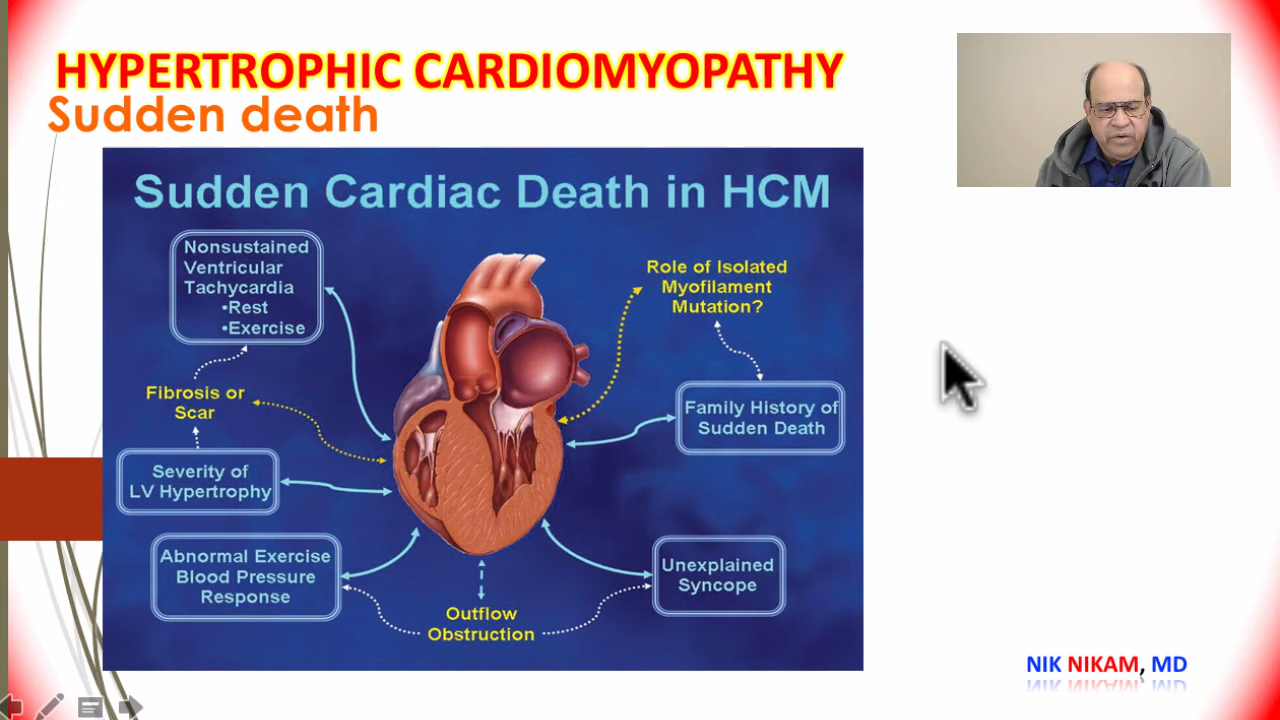 HYPERTROPHIC CARDIOMYOPATHY
Sudden death
Sudden Cardiac Death in HCM
Nonsustained
Ventricular
Tachycardia
•Rest
•Exercise
Role of Isolated
Myofilament
Mutation?
Fibrosis or
Scar
Family History of
Sudden Death
Severity of
LV Hypertrophy
Abnormal Exercise
Blood Pressure
Response
Unexplained
Syncope
Outflow
Obstruction
NIK NIKAM, MD